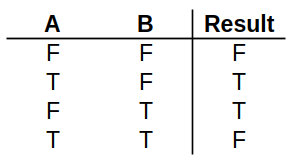 A B Result
F F F
T F T
F T T
T T F